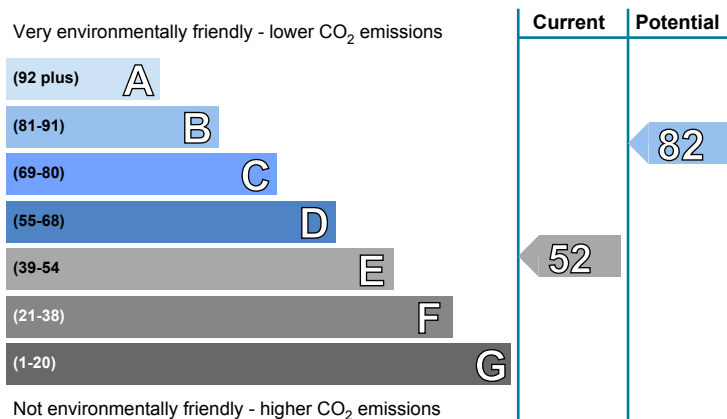 Current Potential
Very environmentally friendly - lower CO2 emissions
(92 plus) A
(81-91) B
82
(69-80) C
(55-68) D
(39-54 E
52
(21-38) F
(1-20) G
Not environmentally friendly - higher CO2 emissions